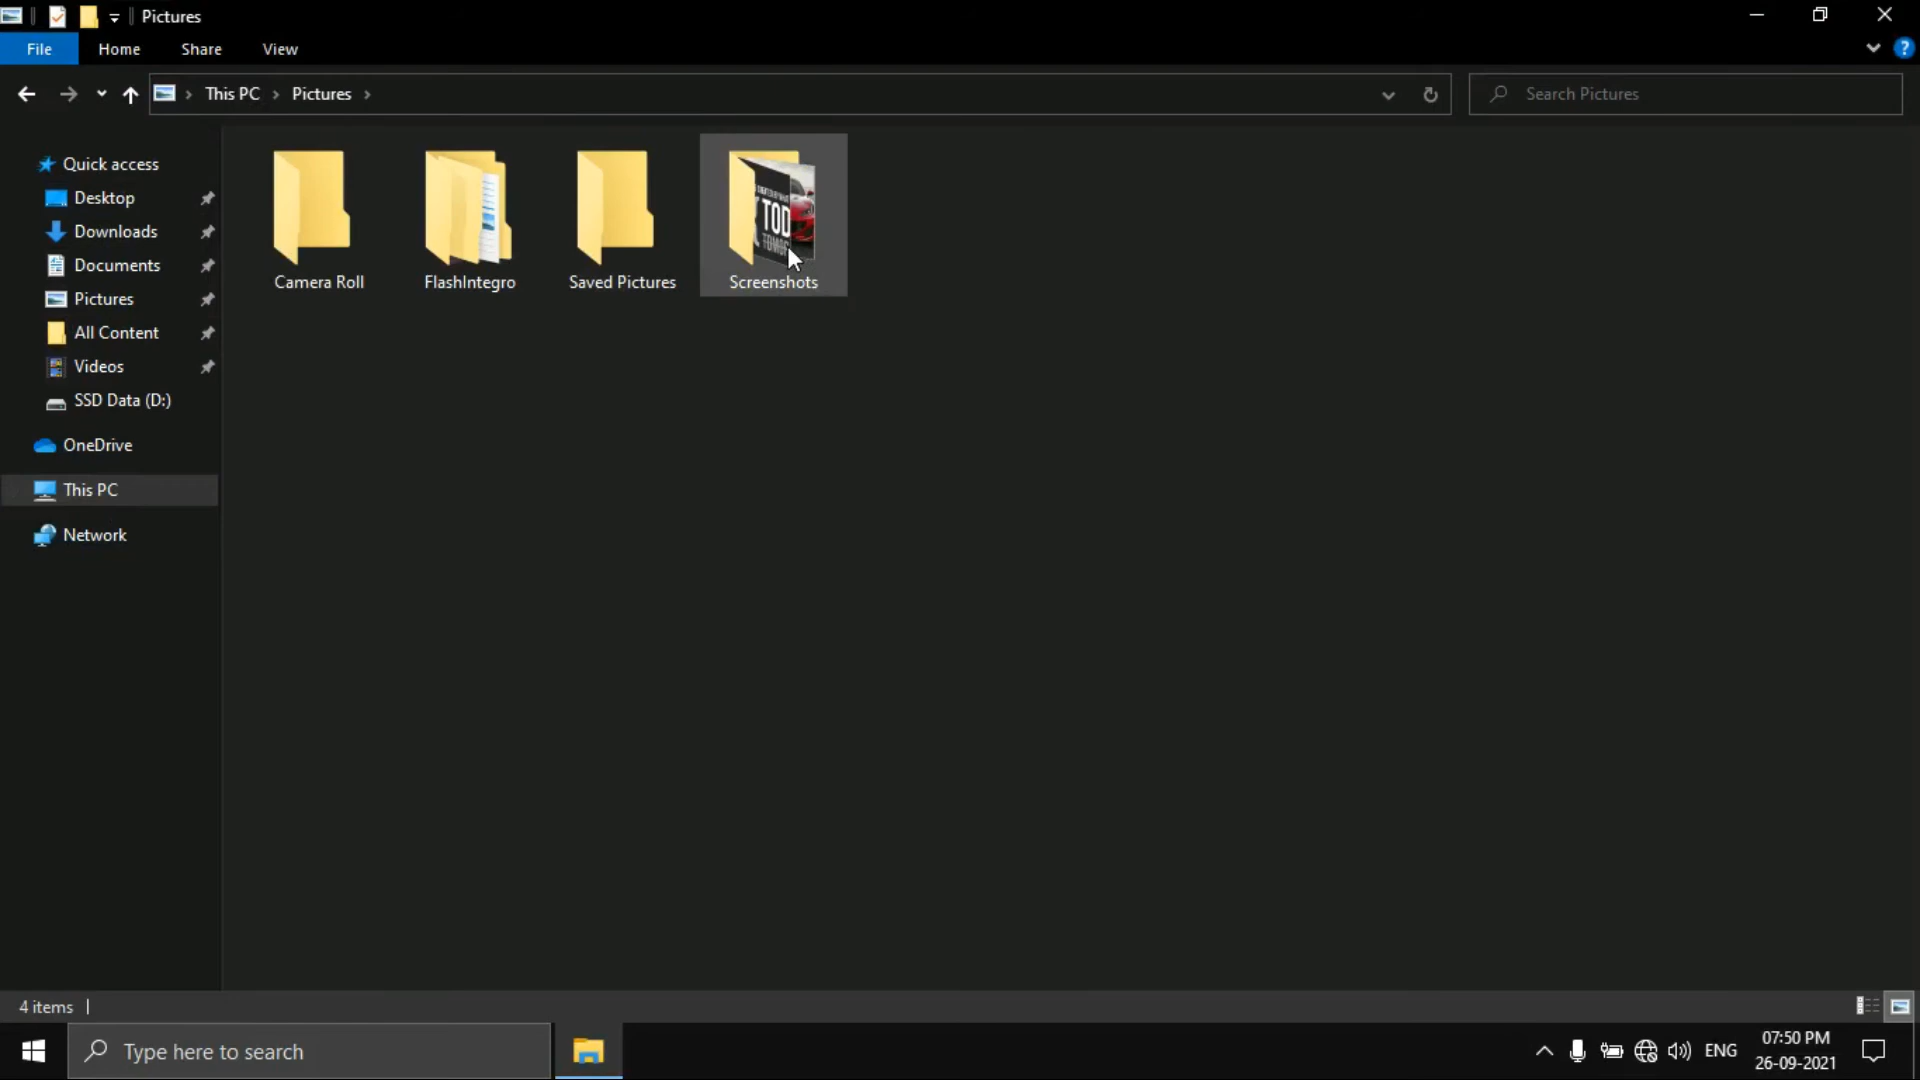 Pictures
File Home Share View
This PC Pictures
Search Pictures
Quick access
Desktop
Downloads
Documents
Pictures
All Content
Videos
SSD Data (D:)
OneDrive
This PC
Network
Camera Roll
FlashIntegro
Saved Pictures
TOD
Screenshots
4 items
Type here to search
ENG
07:50 PM
26-09-2021